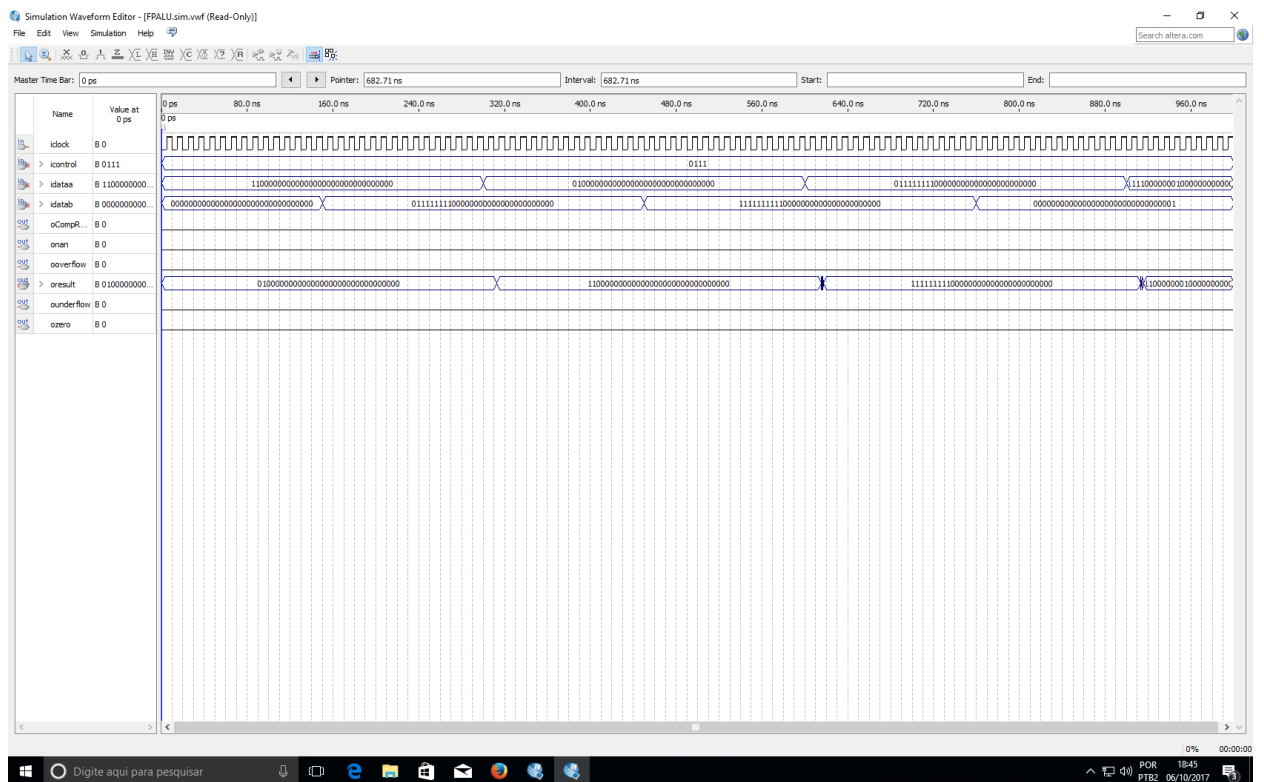 Simulation Waveform Editor - [FPALU.sim.vwf (Read-Only)]
File Edit View Simulation Help
Search altera.com
Master Time Bar: 0 ps
Pointer: 682.71 ns
Interval: 682.71 ns
Start:
End:
Name
Value at
0 ps
0 ps 80.0 ns 160.0 ns 240.0 ns 320.0 ns 400.0 ns 480.0 ns 560.0 ns 640.0 ns 720.0 ns 800.0 ns 880.0 ns 960.0 ns
0 ps
iclock B 0
icontrol B 0111 0111
idataa B 1100000000... 11000000000000000000000000000000 01000000000000000000000000000000 01111111100000000000000000000000
idatab B 0000000000... 00000000000000000000000000000000 01111111100000000000000000000000 11111111100000000000000000000000 00000000000000000000000000000001
oCompR... B 0
onan B 0
ooverflow B 0
oresult B 0100000000... 01000000000000000000000000000000 11000000000000000000000000000000 11111111100000000000000000000000
ounderflow B 0
ozero B 0
0% 00:00:00
Digite aqui para pesquisar
POR 18:45
PTB2 06/10/2017